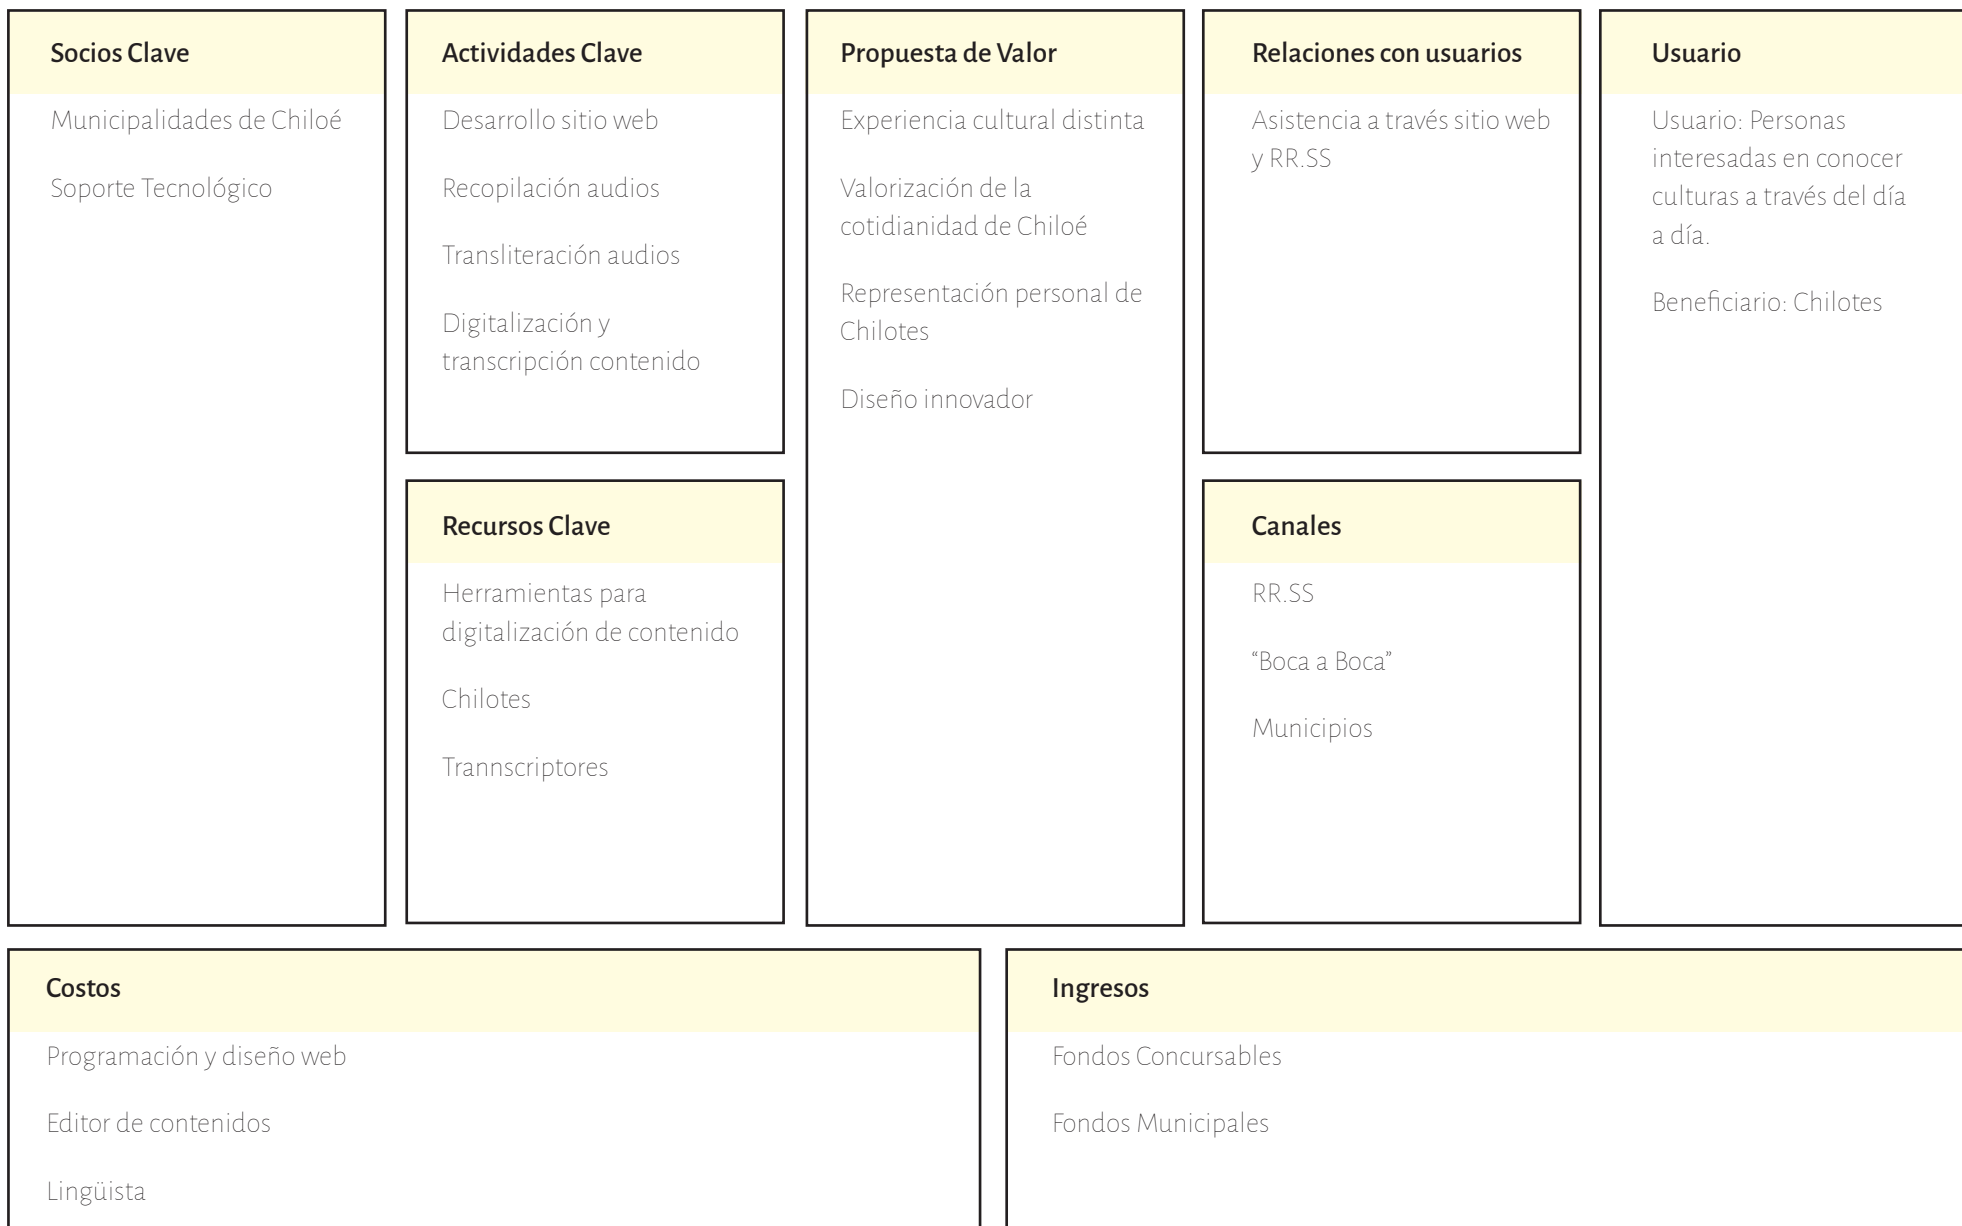 Socios Clave
Municipalidades de Chiloé
Soporte Tecnológico
Actividades Clave
Desarrollo sitio web
Recopilación audios
Transliteración audios
Digitalización y
transcripción contenido
Recursos Clave
Herramientas para
digitalización de contenido
Chilotes
Trannscriptores
Propuesta de Valor
Experiencia cultural distinta
Valorización de la
cotidianidad de Chiloé
Representación personal de
Chilotes
Diseño innovador
Relaciones con usuarios
Asistencia a través sitio web
y RR.SS
Canales
RR.SS
“Boca a Boca”
Municipios
Usuario
Usuario: Personas
interesadas en conocer
culturas a través del día
a día.
Beneficiario: Chilotes
Costos
Programación y diseño web
Editor de contenidos
Lingüista
Ingresos
Fondos Concursables
Fondos Municipales